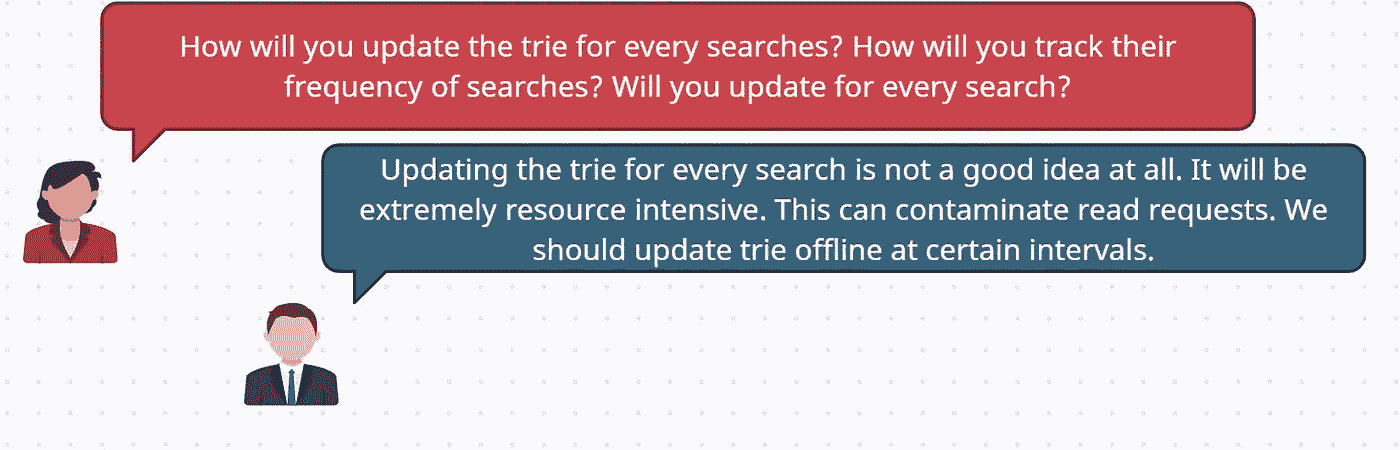 How will you update the trie for every searches? How will you track their
frequency of searches? Will you update for every search?
Updating the trie for every search is not a good idea at all. It will be
extremely resource intensive. This can contaminate read requests. We
should update trie offline at certain intervals.